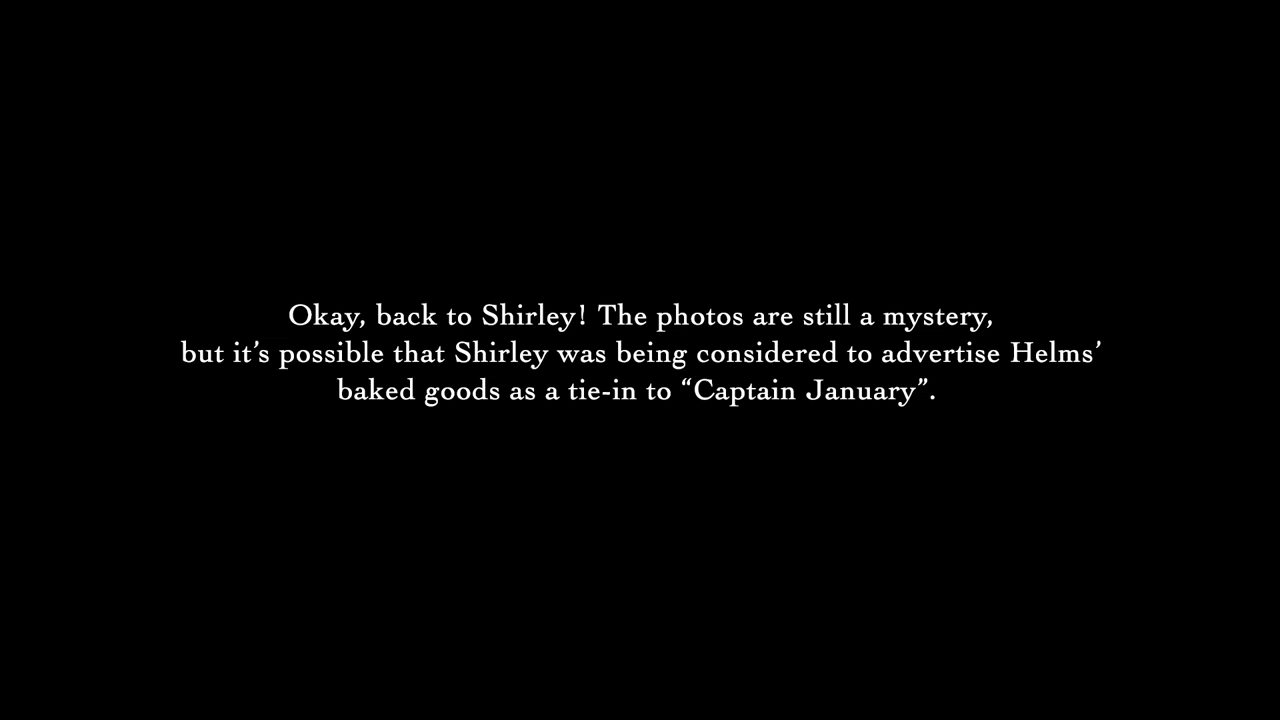 Okay, back to Shirley! The photos are still a mystery,
but it’s possible that Shirley was being considered to advertise Helms’
baked goods as a tie-in to “Captain January”.